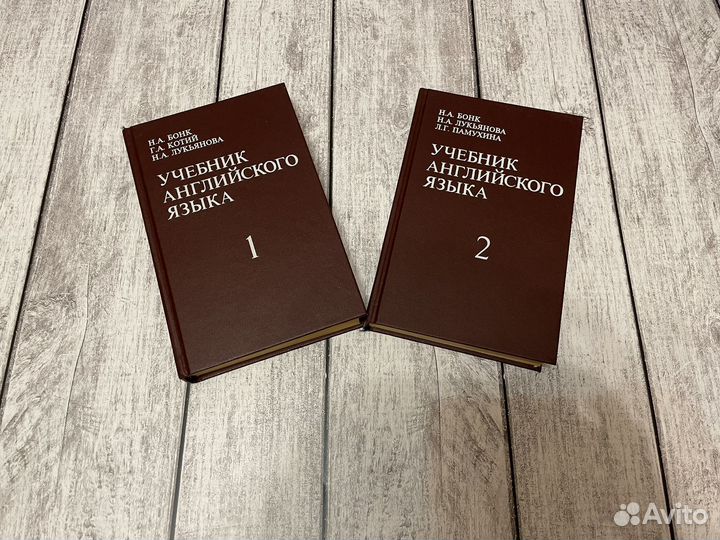 Н.А. БОНК
Г.А. КОТИЙ
Н.А. ЛУКЬЯНОВА
УЧЕБНИК
АНГЛИЙСКОГО
ЯЗЫКА
1
Н.А. БОНК
Н.А. ЛУКЬЯНОВА
Л.Г. ПАМУХИНА
УЧЕБНИК
АНГЛИЙСКОГО
ЯЗЫКА
2
Avito